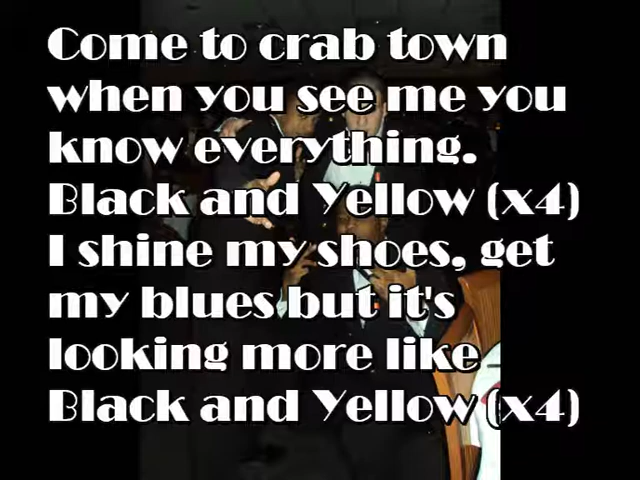 Come to crab town
when you see me you
know everything.
Black and Yellow (x4)
I shine my shoes, get
my blues but it's
looking more like
Black and Yellow (x4)